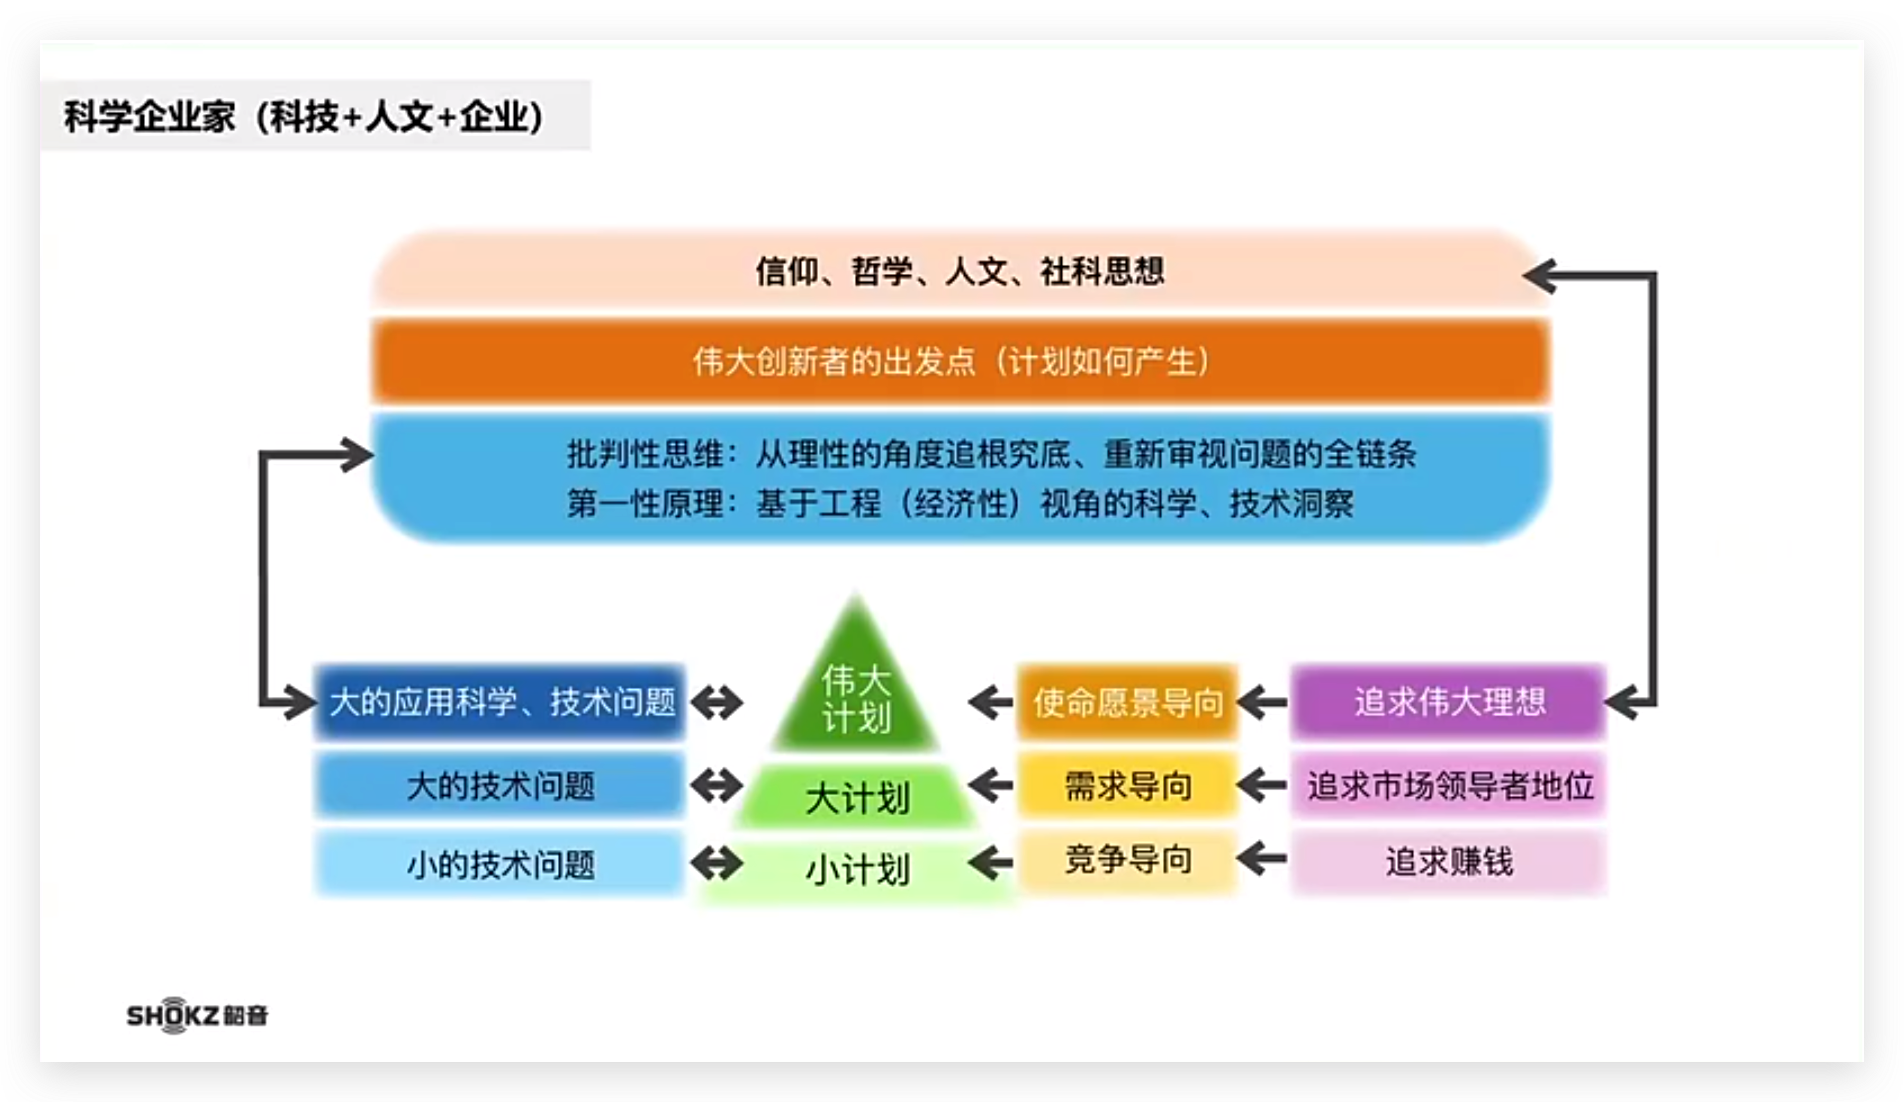 科学企业家（科技+人文+企业）
信仰、哲学、人文、社科思想
伟大创新者的出发点（计划如何产生）
批判性思维：从理性的角度追根究底、重新审视问题的全链条
第一性原理：基于工程（经济性）视角的科学、技术洞察
大的应用科学、技术问题
伟大
计划
使命愿景导向
追求伟大理想
大的技术问题
大计划
需求导向
追求市场领导者地位
小的技术问题
小计划
竞争导向
追求赚钱
SHOKZ韶音